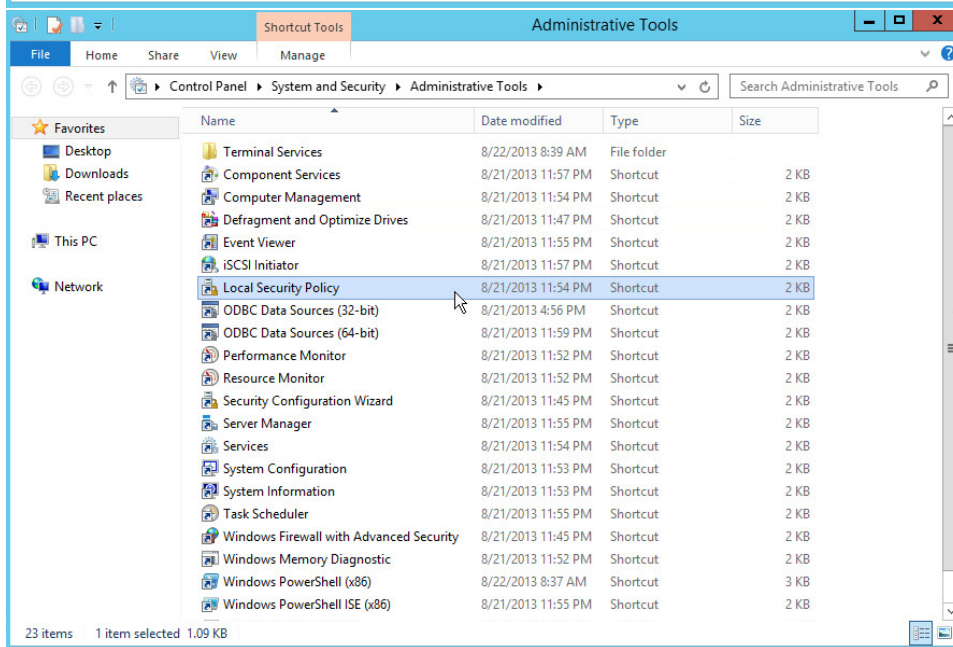 Shortcut Tools
Administrative Tools
File Home Share View Manage
Control Panel System and Security Administrative Tools Search Administrative Tools
Name Date modified Type Size
Favorites
Desktop
Downloads
Recent places
This PC
Network
Terminal Services 8/22/2013 8:39 AM File folder
Component Services 8/21/2013 11:57 PM Shortcut 2 KB
Computer Management 8/21/2013 11:54 PM Shortcut 2 KB
Defragment and Optimize Drives 8/21/2013 11:47 PM Shortcut 2 KB
Event Viewer 8/21/2013 11:55 PM Shortcut 2 KB
iSCSI Initiator 8/21/2013 11:57 PM Shortcut 2 KB
Local Security Policy 8/21/2013 11:54 PM Shortcut 2 KB
ODBC Data Sources (32-bit) 8/21/2013 4:56 PM Shortcut 2 KB
ODBC Data Sources (64-bit) 8/21/2013 11:59 PM Shortcut 2 KB
Performance Monitor 8/21/2013 11:52 PM Shortcut 2 KB
Resource Monitor 8/21/2013 11:52 PM Shortcut 2 KB
Security Configuration Wizard 8/21/2013 11:45 PM Shortcut 2 KB
Server Manager 8/21/2013 11:55 PM Shortcut 2 KB
Services 8/21/2013 11:54 PM Shortcut 2 KB
System Configuration 8/21/2013 11:53 PM Shortcut 2 KB
System Information 8/21/2013 11:53 PM Shortcut 2 KB
Task Scheduler 8/21/2013 11:55 PM Shortcut 2 KB
Windows Firewall with Advanced Security 8/21/2013 11:45 PM Shortcut 2 KB
Windows Memory Diagnostic 8/21/2013 11:52 PM Shortcut 2 KB
Windows PowerShell (x86) 8/22/2013 8:37 AM Shortcut 3 KB
Windows PowerShell ISE (x86) 8/21/2013 11:55 PM Shortcut 2 KB
23 items 1 item selected 1.09 KB